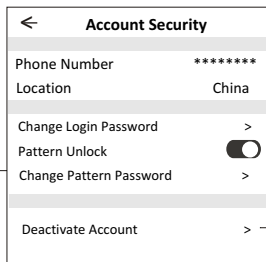 Account Security
Phone Number ********
Location China
Change Login Password >
Pattern Unlock
Change Pattern Password >
Deactivate Account >